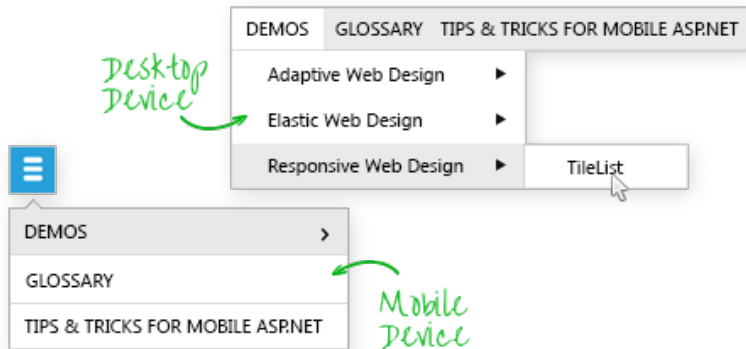 DEMOS GLOSSARY TIPS & TRICKS FOR MOBILE ASP.NET
Adaptive Web Design
Elastic Web Design
Responsive Web Design TileList
Desktop
Device
DEMOS
GLOSSARY
TIPS & TRICKS FOR MOBILE ASP.NET
Mobile
Device